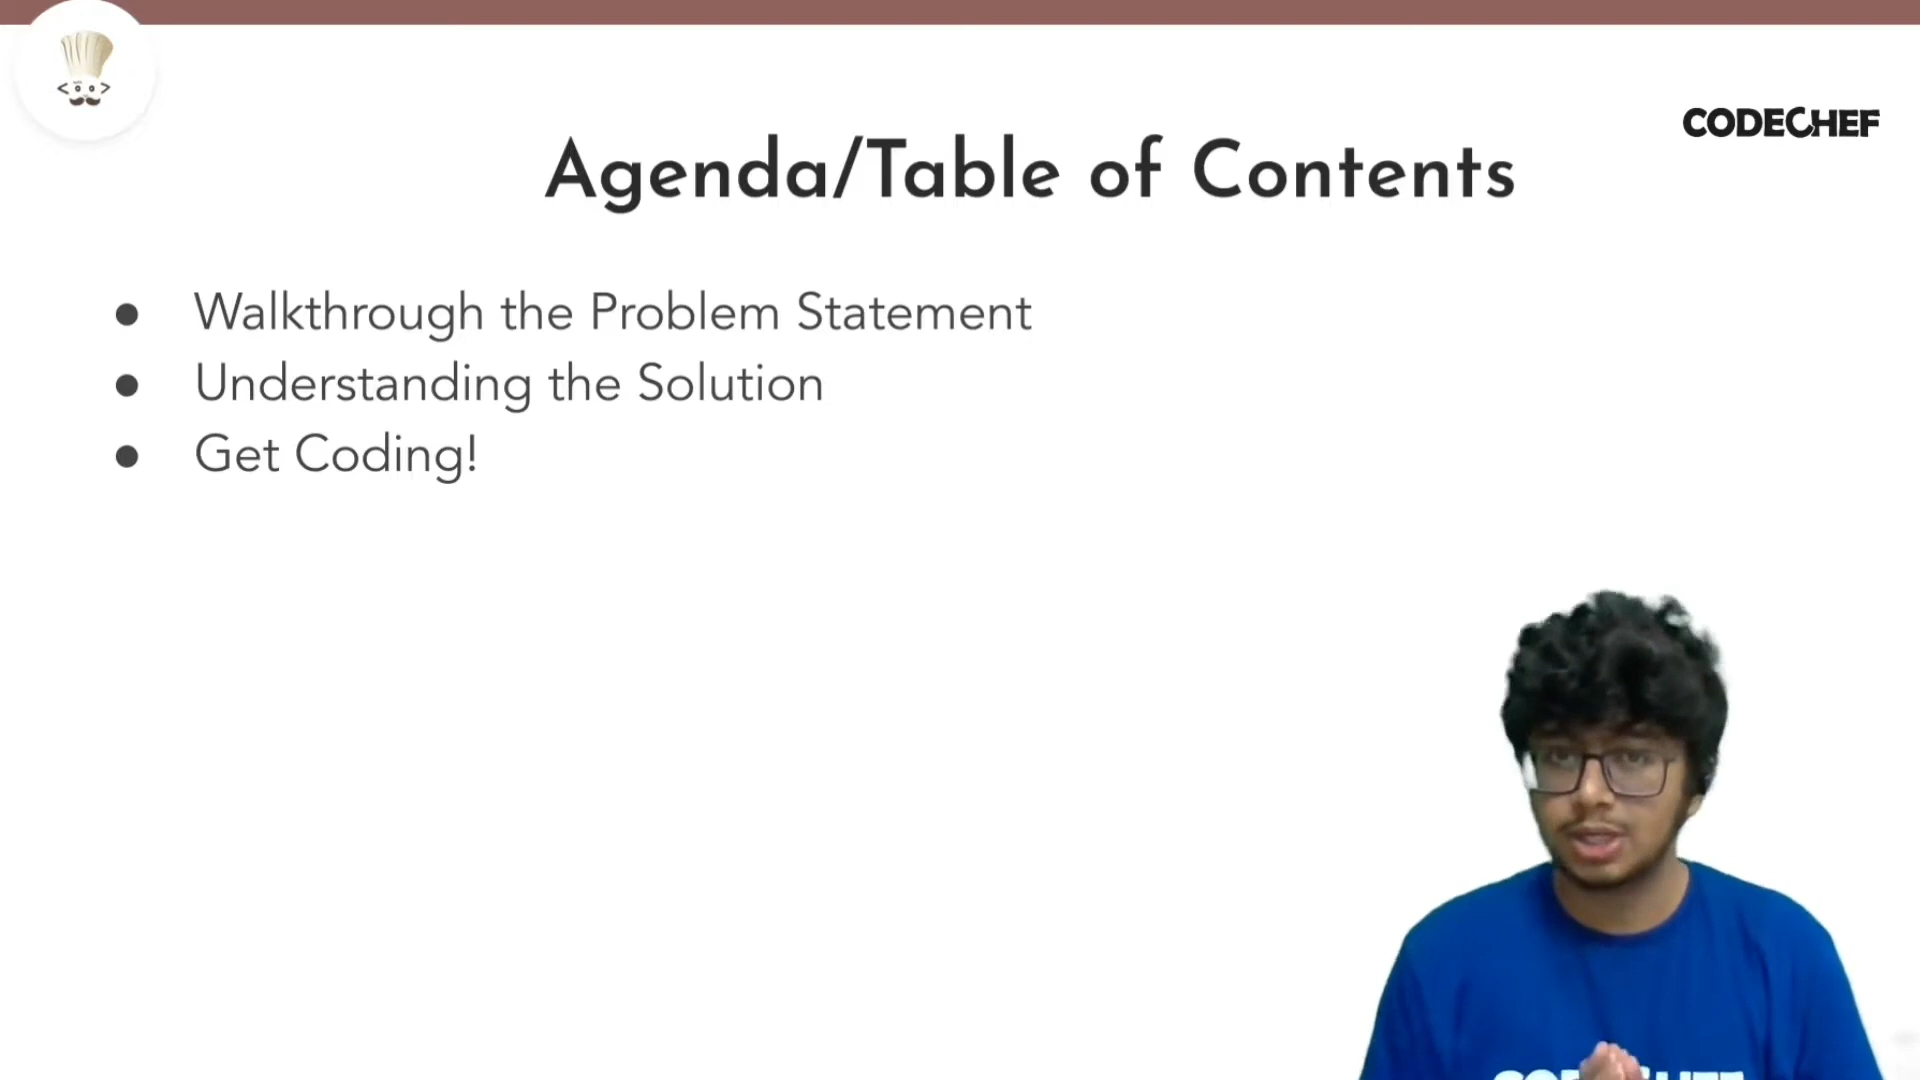 CODECHEF
Agenda/Table of Contents
● Walkthrough the Problem Statement
● Understanding the Solution
● Get Coding!